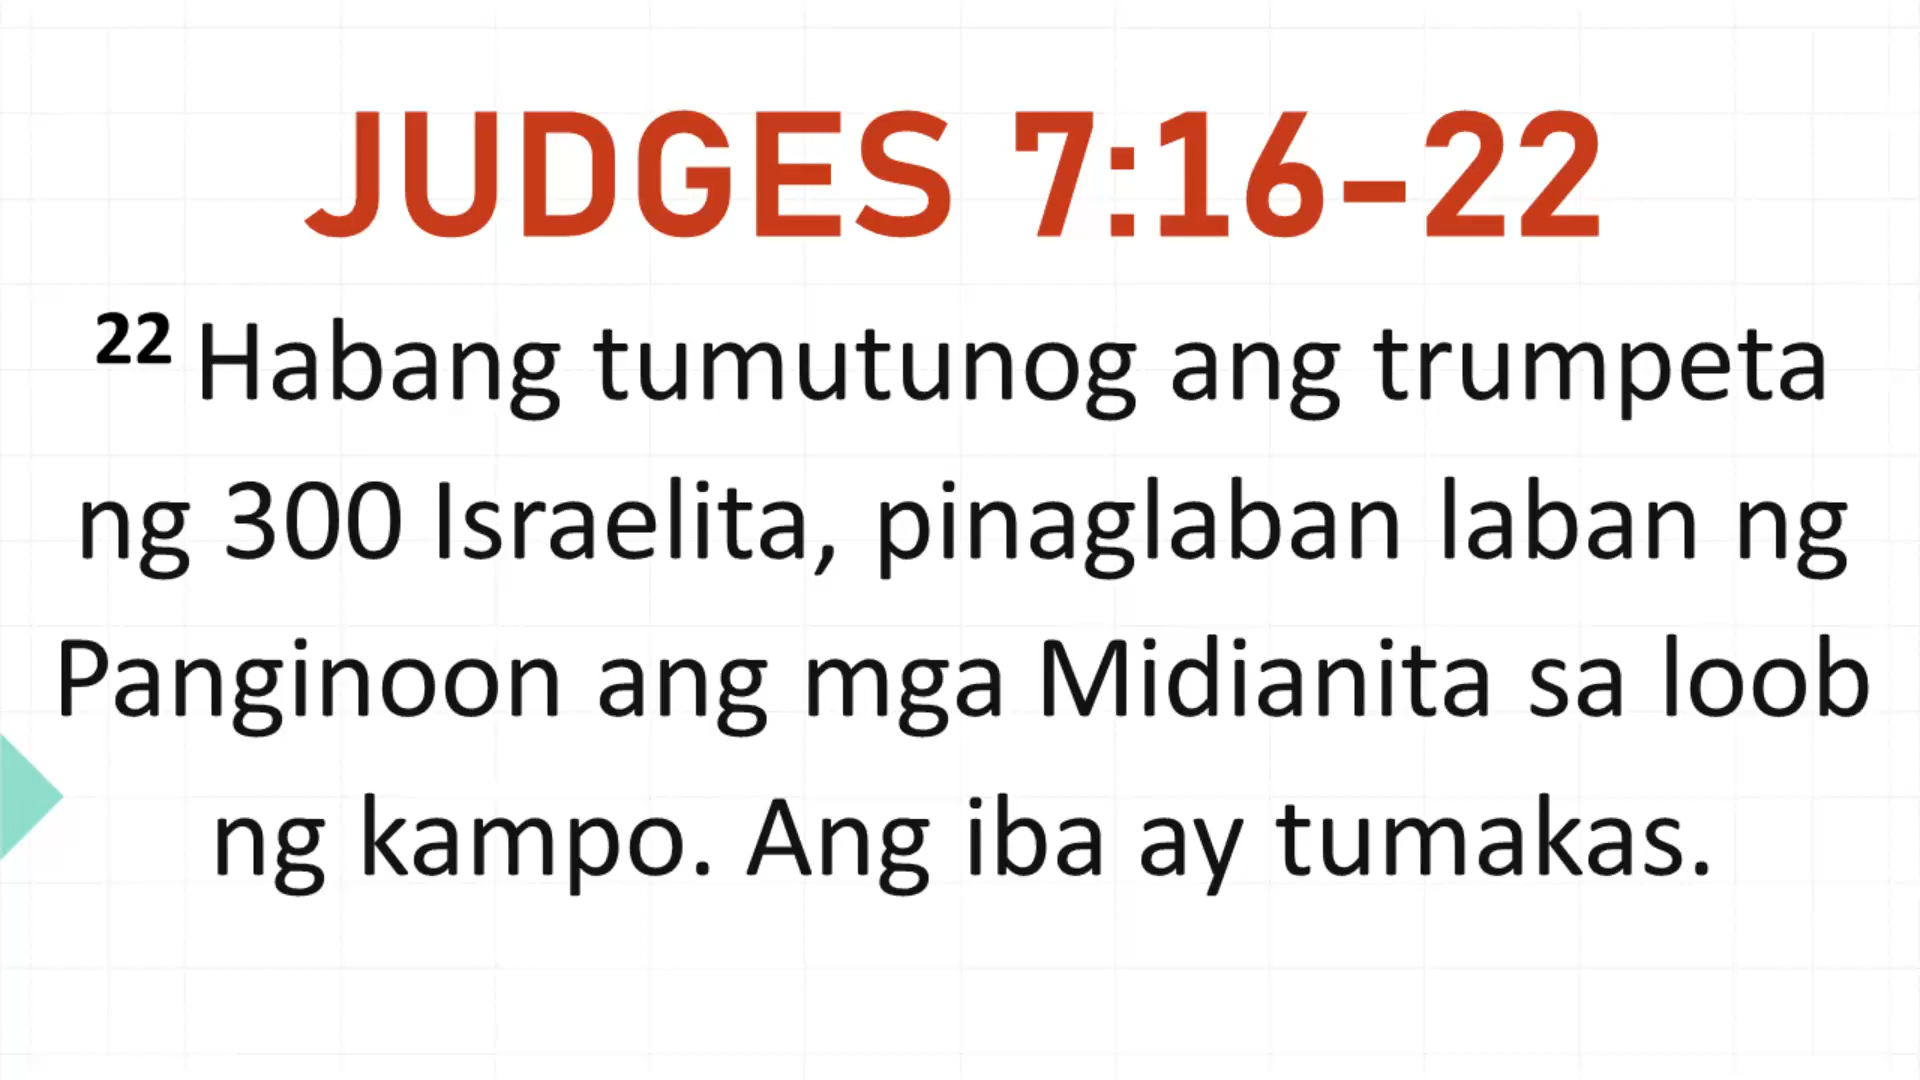 JUDGES 7:16-22
22 Habang tumutunog ang trumpeta
ng 300 Israelita, pinaglaban laban ng
Panginoon ang mga Midianita sa loob
ng kampo. Ang iba ay tumakas.